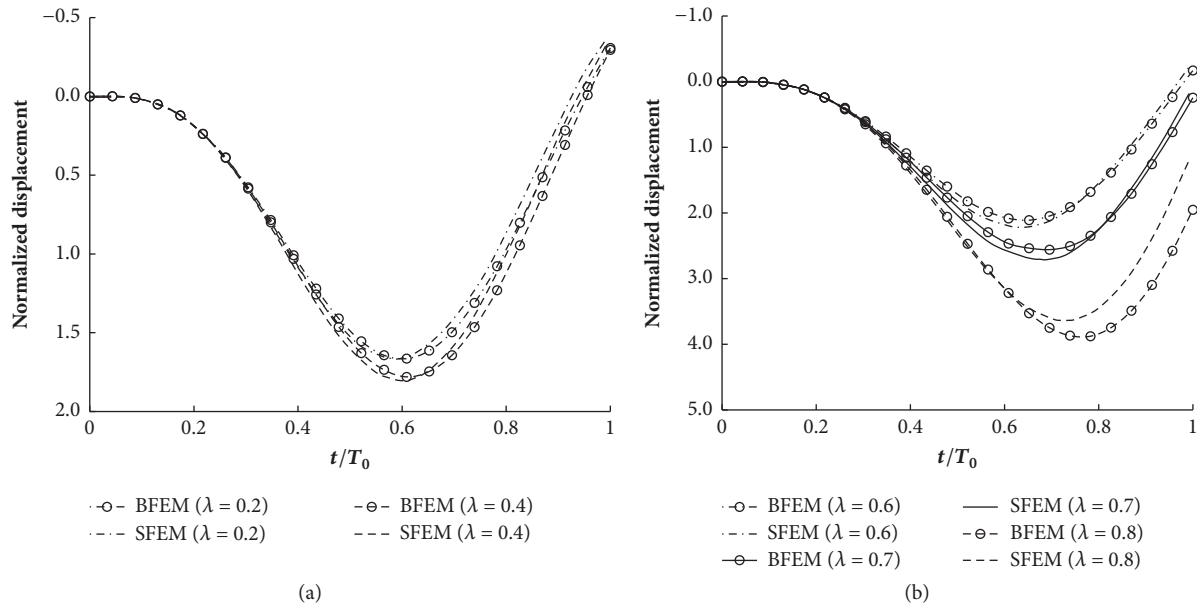 −0.5
0.0
0.5
1.0
1.5
2.0
Normalized displacement
0
0.2
0.4
0.6
0.8
1
t/T0
BFEM (λ = 0.2)
SFEM (λ = 0.2)
BFEM (λ = 0.4)
SFEM (λ = 0.4)
(a)
−1.0
0.0
1.0
2.0
3.0
4.0
5.0
Normalized displacement
0
0.2
0.4
0.6
0.8
1
t/T0
BFEM (λ = 0.6)
SFEM (λ = 0.6)
BFEM (λ = 0.7)
SFEM (λ = 0.7)
BFEM (λ = 0.8)
SFEM (λ = 0.8)
(b)